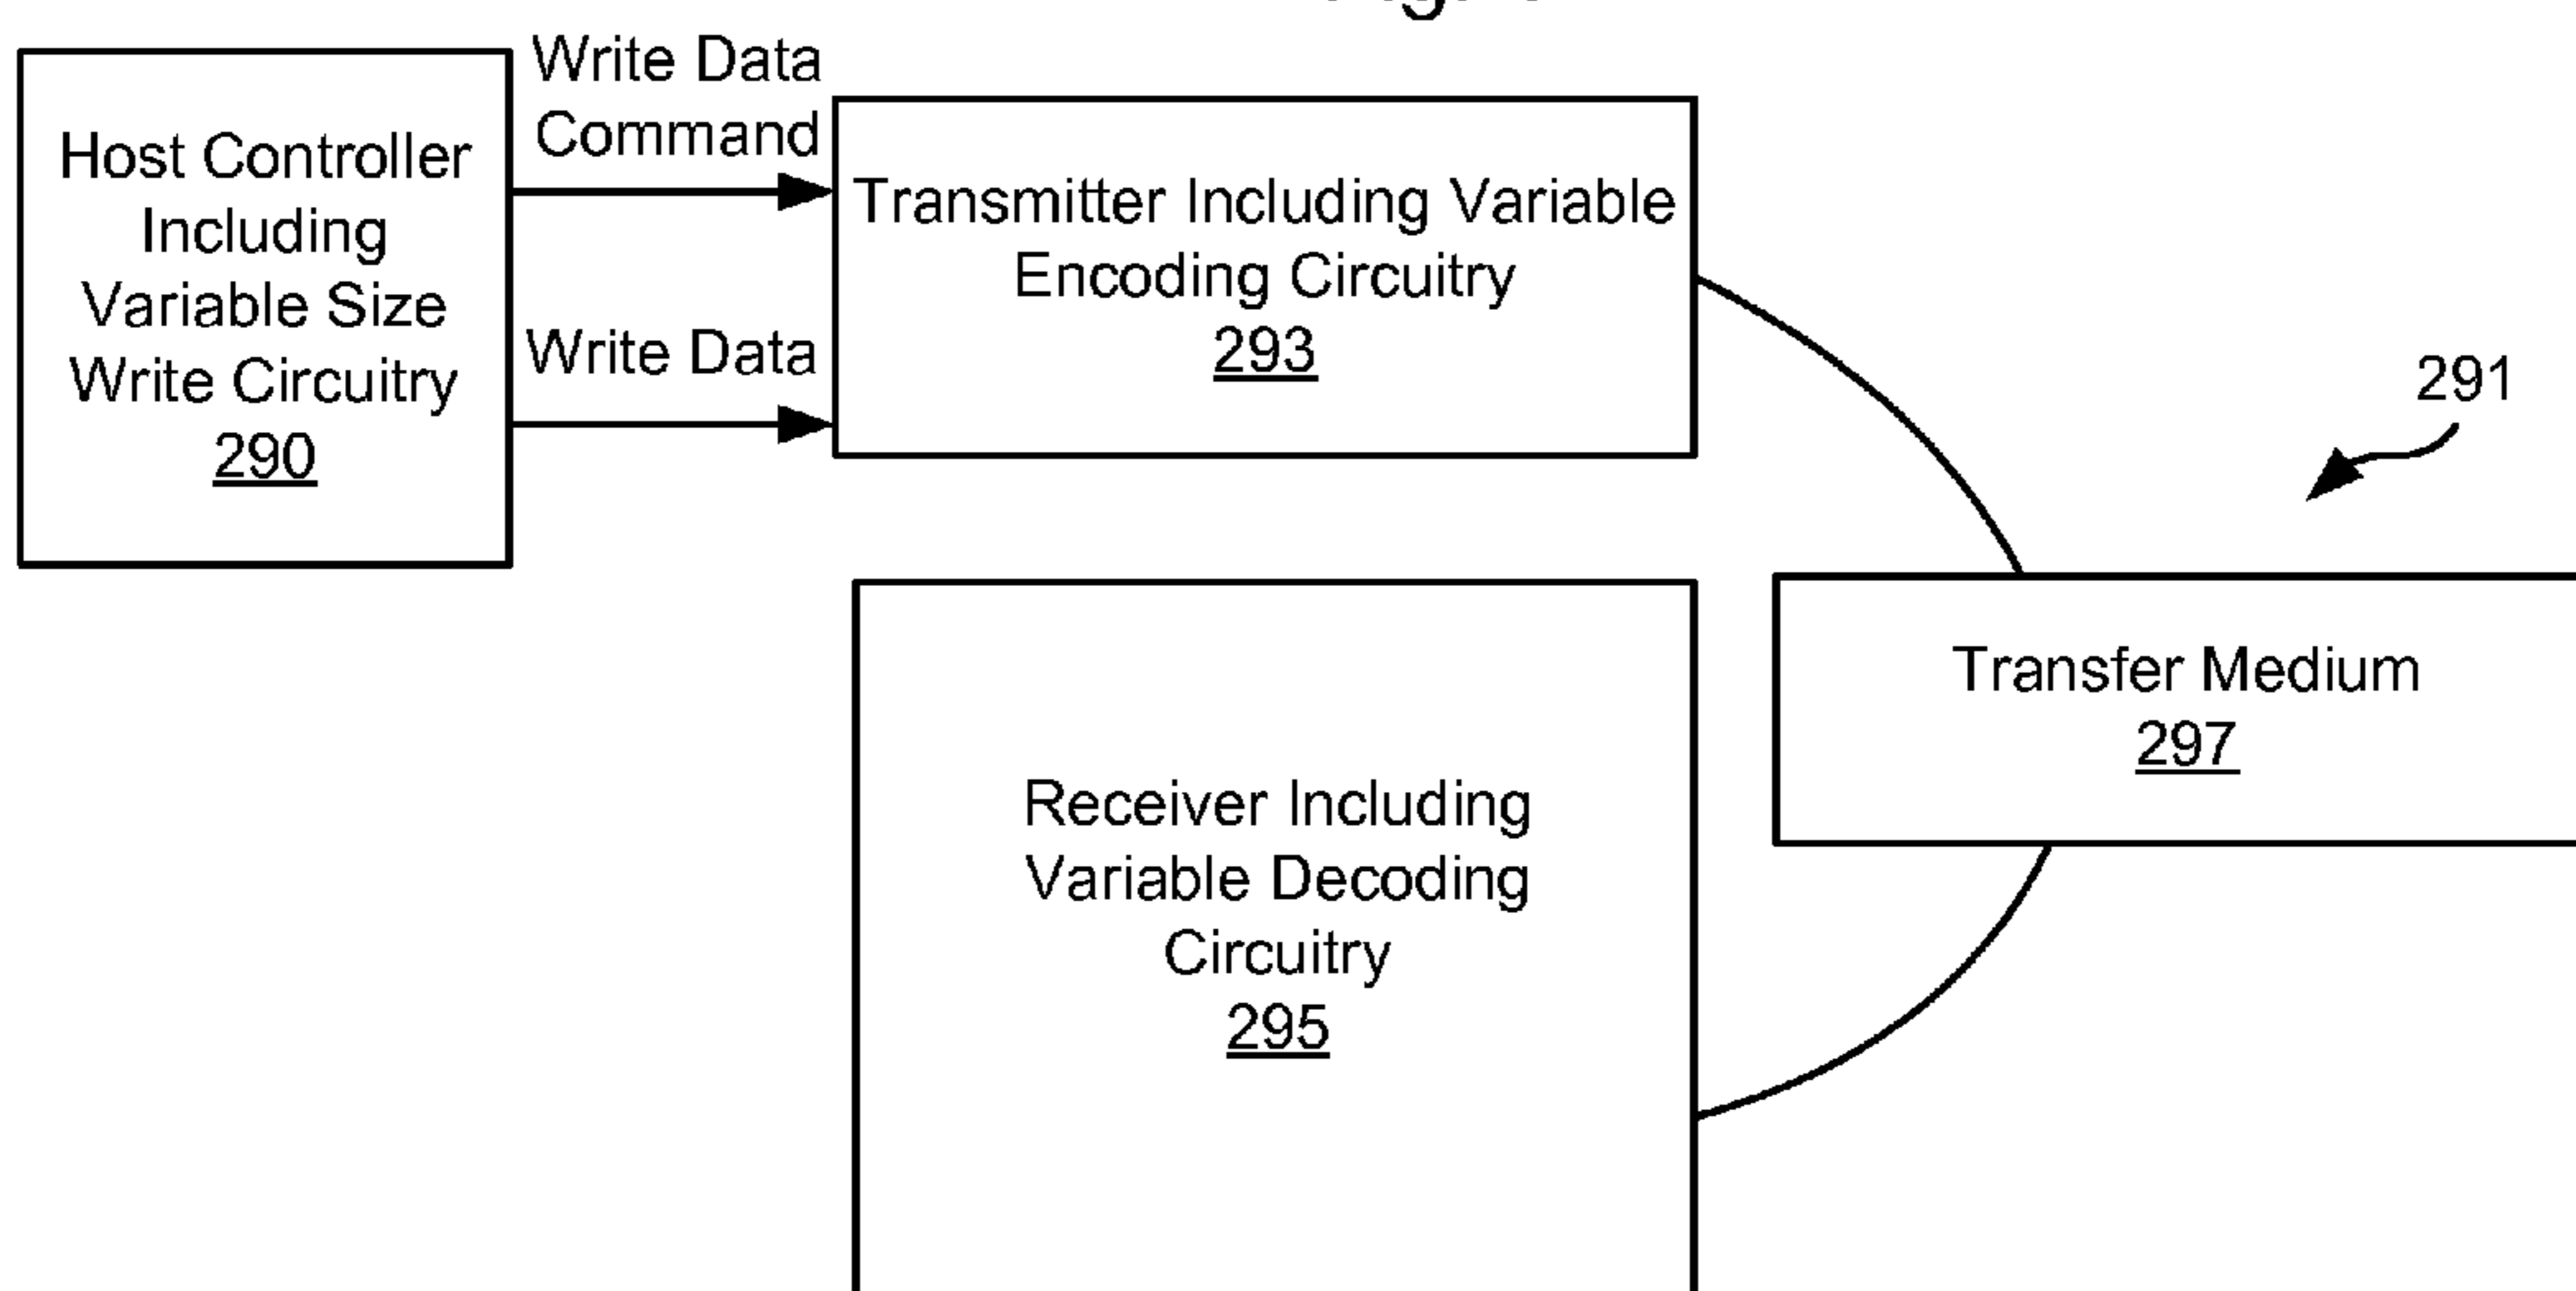 Write Data
Command
Host Controller
Including
Variable Size
Write Circuitry
290
Write Data
Transmitter Including Variable
Encoding Circuitry
293
291
Transfer Medium
297
Receiver Including
Variable Decoding
Circuitry
295